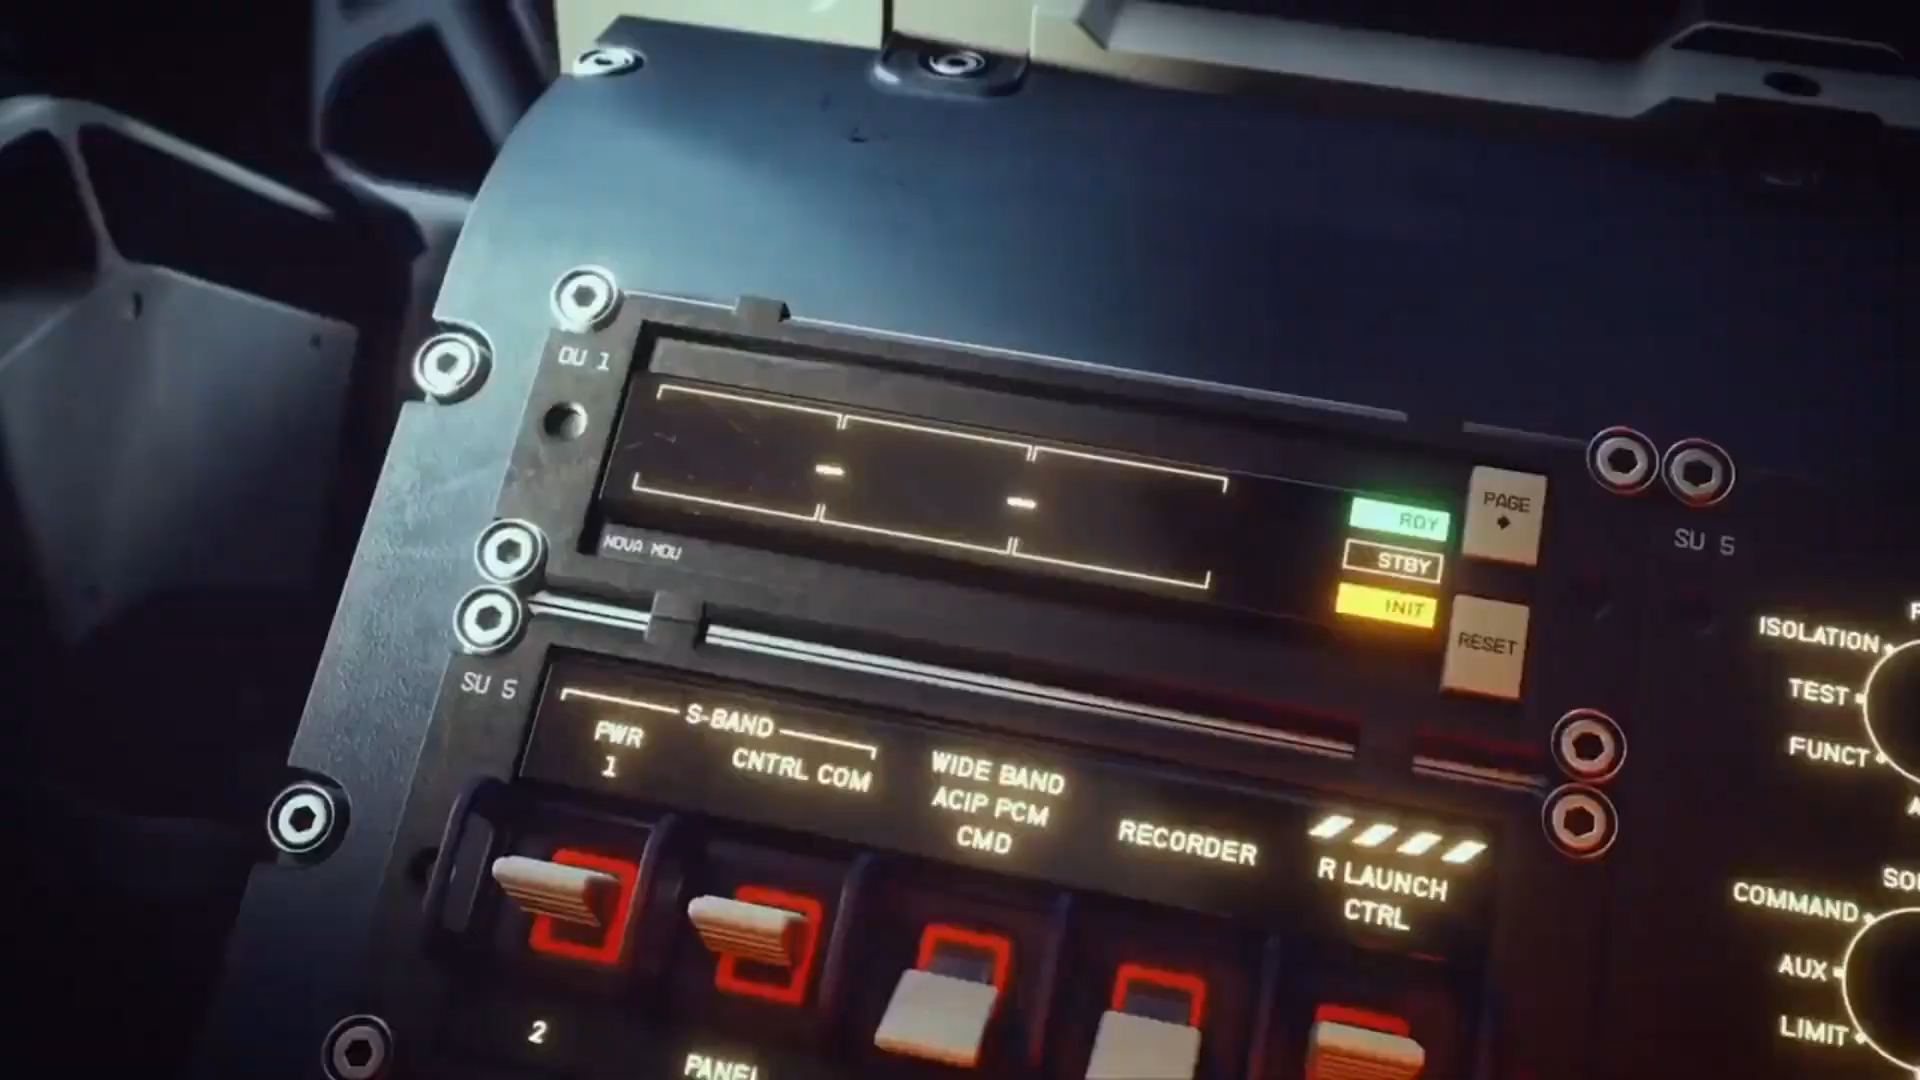 DU 1
RDY
STBY
INIT
PAGE
RESET
NOVA MDU
SU 5
SU 5
S-BAND
PWR
1
CNTRL COM
WIDE BAND
ACIP PCM
CMD
RECORDER
R LAUNCH
CTRL
2
PANEL
ISOLATION
TEST
FUNCT
COMMAND
AUX
LIMIT